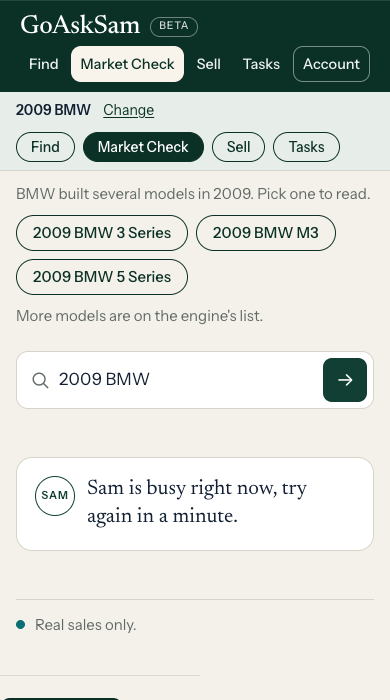 GoAskSam BETA
Find Market Check Sell Tasks Account
2009 BMW Change
Find Market Check Sell Tasks
BMW built several models in 2009. Pick one to read.
2009 BMW 3 Series 2009 BMW M3
2009 BMW 5 Series
More models are on the engine's list.
2009 BMW
SAM Sam is busy right now, try
again in a minute.
Real sales only.